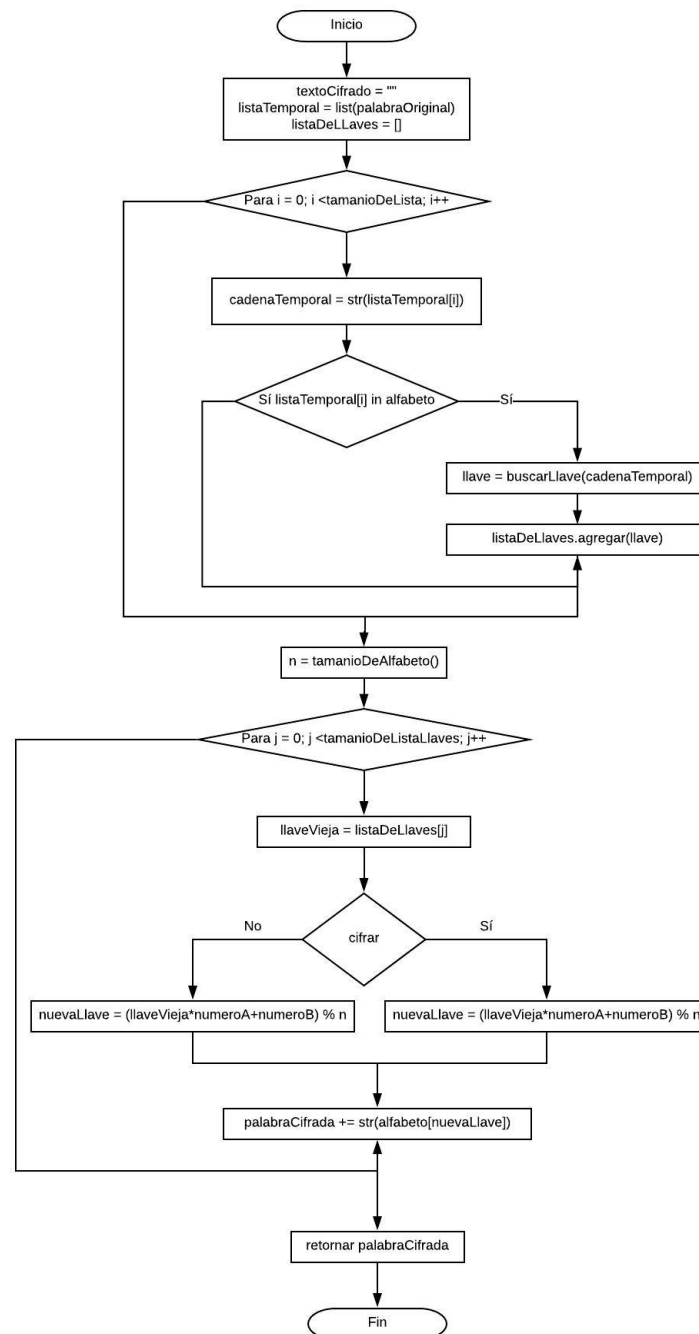 Inicio
textoCifrado = ""
listaTemporal = list(palabraOriginal)
listaDeLLaves = []
Para i = 0; i <tamanioDeLista; i++
cadenaTemporal = str(listaTemporal[i])
Sí listaTemporal[i] in alfabeto
Sí
llave = buscarLlave(cadenaTemporal)
listaDeLlaves.agregar(llave)
n = tamanioDeAlfabeto()
Para j = 0; j <tamanioDeListaLlaves; j++
llaveVieja = listaDeLlaves[j]
No
cifrar
Sí
nuevaLlave = (llaveVieja*numeroA+numeroB) % n
nuevaLlave = (llaveVieja*numeroA+numeroB) % n
palabraCifrada += str(alfabeto[nuevaLlave])
retornar palabraCifrada
Fin